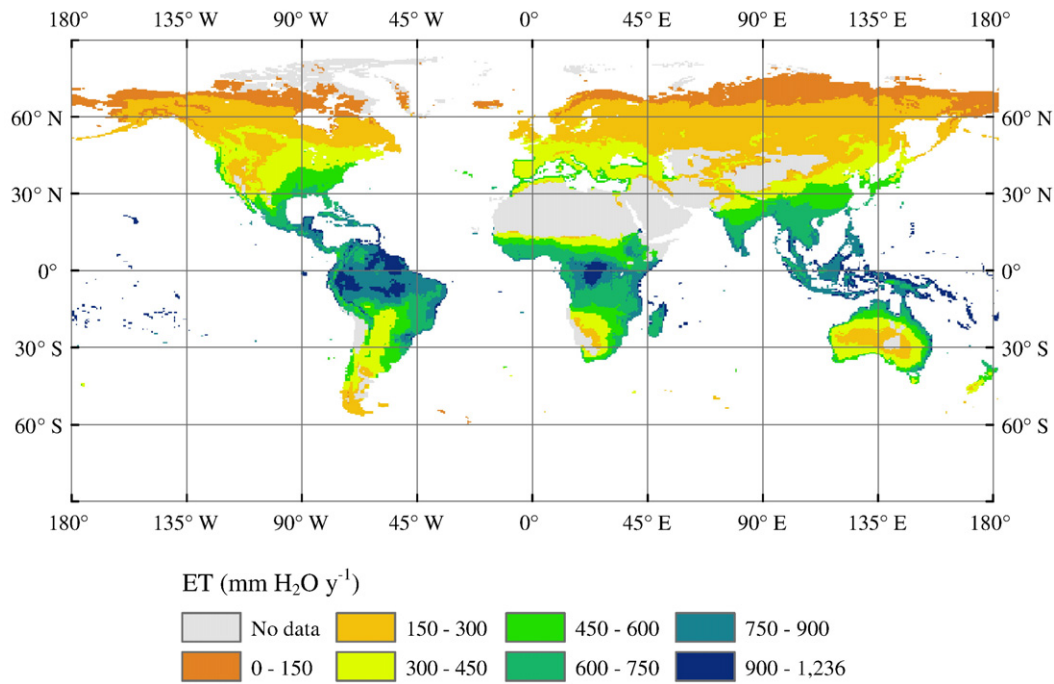 180° 135° W 90° W 45° W 0° 45° E 90° E 135° E 180°
60° N 60° N
30° N 30° N
0° 0°
30° S 30° S
60° S 60° S
180° 135° W 90° W 45° W 0° 45° E 90° E 135° E 180°
ET (mm H₂O y⁻¹)
No data 150 - 300 450 - 600 750 - 900
0 - 150 300 - 450 600 - 750 900 - 1,236